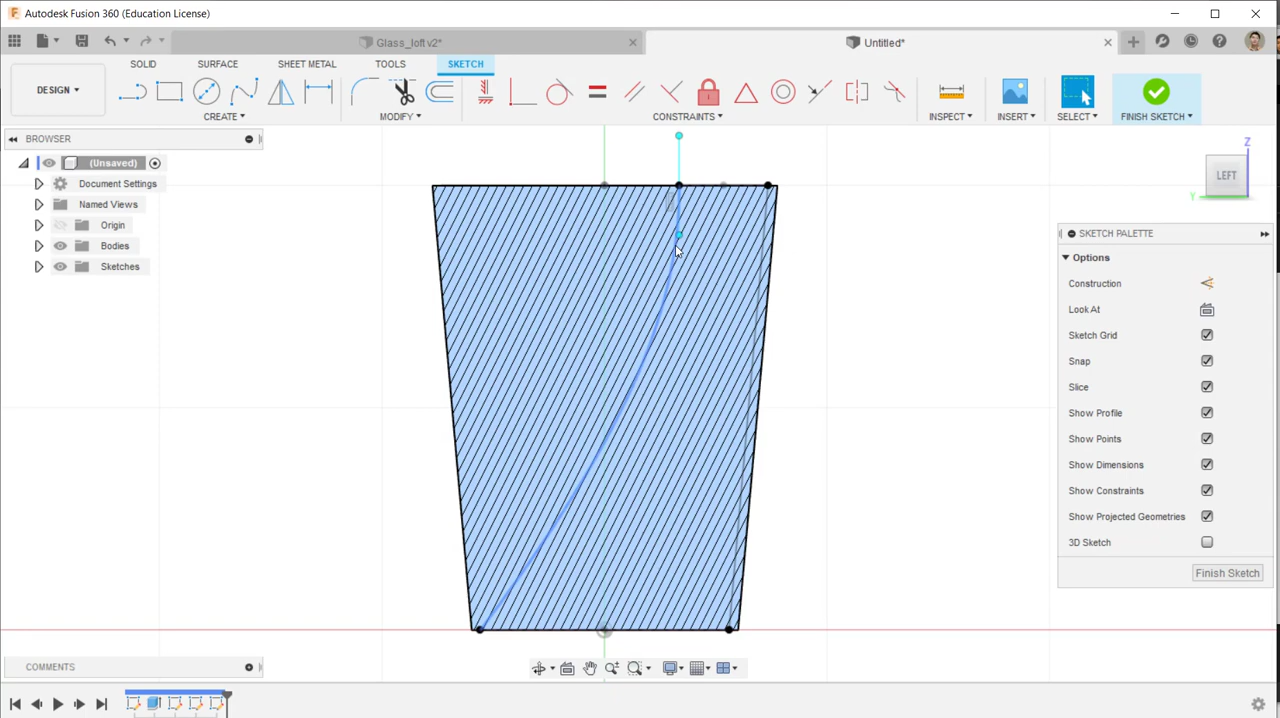 Autodesk Fusion 360 (Education License)
Glass_loft v2*
Untitled*
SOLID SURFACE SHEET METAL TOOLS SKETCH
DESIGN
CREATE MODIFY CONSTRAINTS INSPECT INSERT SELECT FINISH SKETCH
BROWSER
(Unsaved)
Document Settings
Named Views
Origin
Bodies
Sketches
Z
LEFT
Y
SKETCH PALETTE
Options
Construction
Look At
Sketch Grid
Snap
Slice
Show Profile
Show Points
Show Dimensions
Show Constraints
Show Projected Geometries
3D Sketch
Finish Sketch
COMMENTS